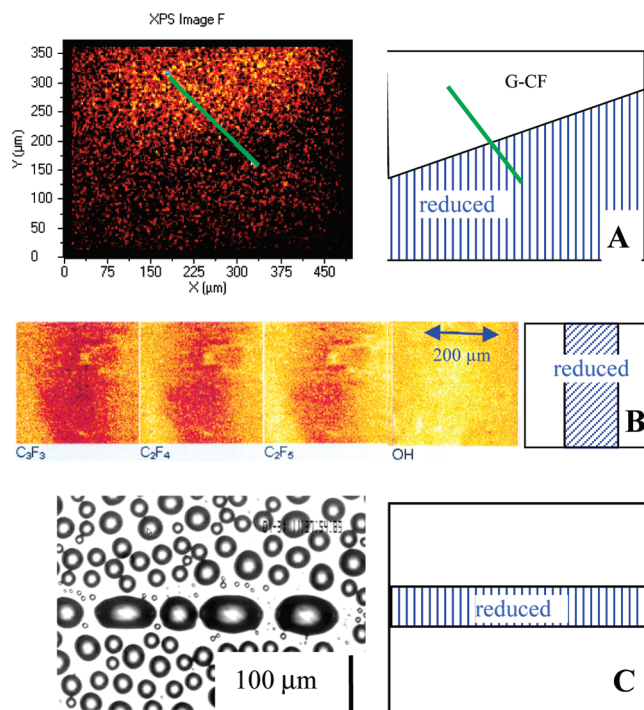 XPS Image F
350
300
250
200
150
100
50
0
Y (µm)
0 75 150 225 300 375 450
X (µm)
G-CF
reduced
A
200 µm
C₃F₃ C₂F₄ C₂F₅ OH
reduced
B
100 µm
reduced
C